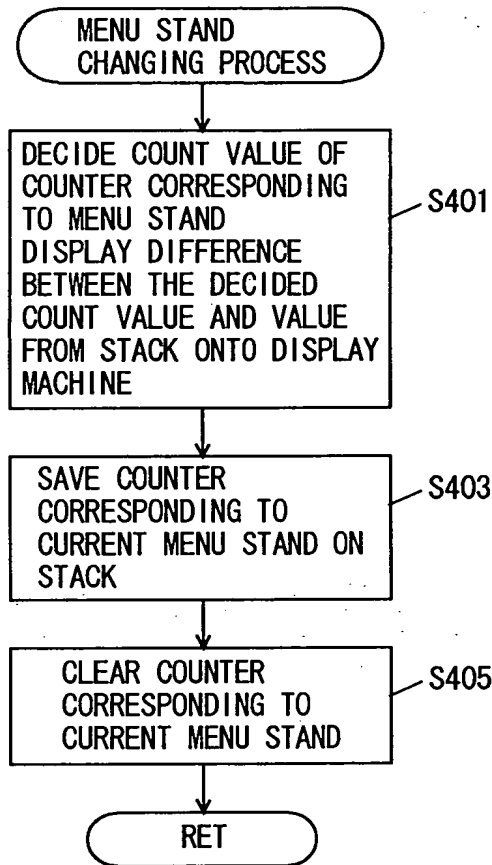 MENU STAND
CHANGING PROCESS
DECIDE COUNT VALUE OF
COUNTER CORRESPONDING
TO MENU STAND
DISPLAY DIFFERENCE
BETWEEN THE DECIDED
COUNT VALUE AND VALUE
FROM STACK ONTO DISPLAY
MACHINE
S401
SAVE COUNTER
CORRESPONDING TO
CURRENT MENU STAND ON
STACK
S403
CLEAR COUNTER
CORRESPONDING TO
CURRENT MENU STAND
S405
RET